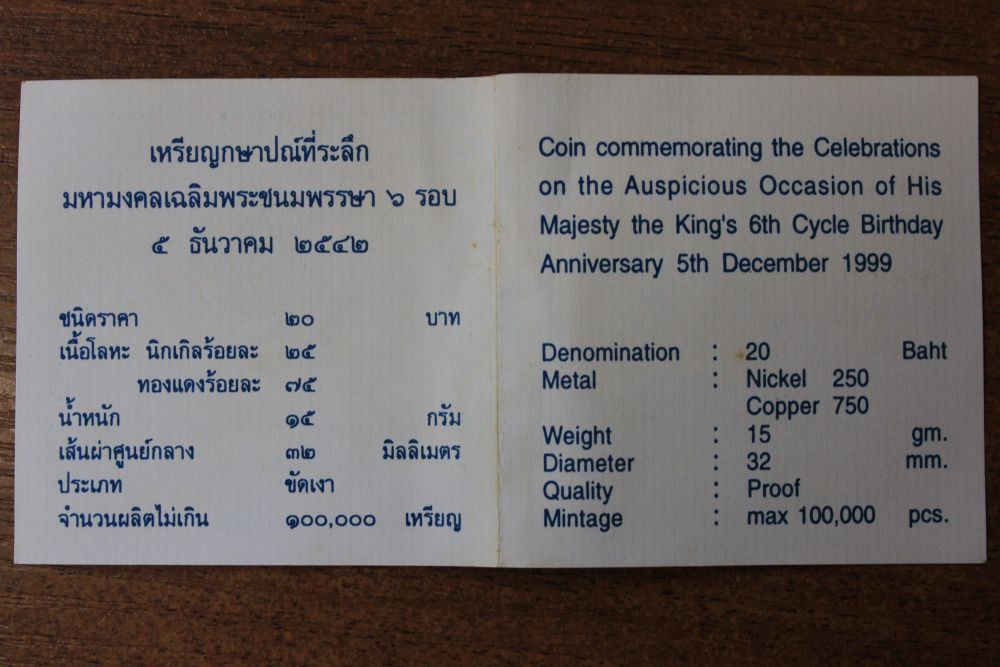 เหรียญกษาปณ์ที่ระลึก
มหามงคลเฉลิมพระชนมพรรษา ๖ รอบ
๕ ธันวาคม ๒๕๔๒
ชนิดราคา ๒๐ บาท
เนื้อโลหะ นิกเกิลร้อยละ ๒๕
ทองแดงร้อยละ ๗๕
น้ำหนัก ๑๕ กรัม
เส้นผ่าศูนย์กลาง ๓๒ มิลลิเมตร
ประเภท ขัดเงา
จำนวนผลิตไม่เกิน ๑๐๐,๐๐๐ เหรียญ
Coin commemorating the Celebrations
on the Auspicious Occasion of His
Majesty the King's 6th Cycle Birthday
Anniversary 5th December 1999
Denomination : 20 Baht
Metal : Nickel 250
Copper 750
Weight : 15 gm.
Diameter : 32 mm.
Quality : Proof
Mintage : max 100,000 pcs.